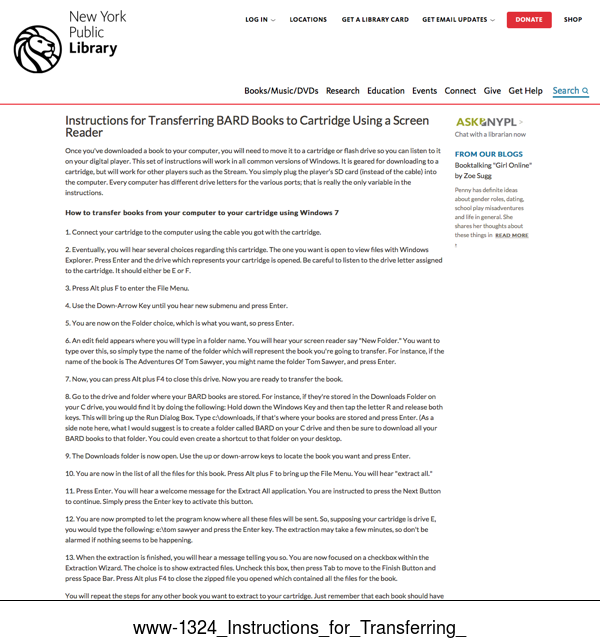 New York
Public
Library
LOG IN
LOCATIONS
GET A LIBRARY CARD
GET EMAIL UPDATES
DONATE
SHOP
Books/Music/DVDs Research Education Events Connect Give Get Help Search
Instructions for Transferring BARD Books to Cartridge Using a Screen
Reader
Once you've downloaded a book to your computer, you will need to move it to a cartridge or flash drive so you can listen to it
on your digital player. This set of instructions will work in all common versions of Windows. It is geared for downloading to a
cartridge, but will work for other players such as the Stream. You simply plug the player's SD card (instead of the cable) into
the computer. Every computer has different drive letters for the various ports; that is really the only variable in the
instructions.
How to transfer books from your computer to your cartridge using Windows 7
1. Connect your cartridge to the computer using the cable you got with the cartridge.
2. Eventually, you will hear several choices regarding this cartridge. The one you want is open to view files with Windows
Explorer. Press Enter and the drive which represents your cartridge is opened. Be careful to listen to the drive letter assigned
to the cartridge. It should either be E or F.
3. Press Alt plus F to enter the File Menu.
4. Use the Down-Arrow Key until you hear new submenu and press Enter.
5. You are now on the Folder choice, which is what you want, so press Enter.
6. An edit field appears where you will type in a folder name. You will hear your screen reader say "New Folder." You want to
type over this, so simply type the name of the folder which will represent the book you're going to transfer. For instance, if the
name of the book is The Adventures Of Tom Sawyer, you might name the folder Tom Sawyer, and press Enter.
7. Now, you can press Alt plus F4 to close this drive. Now you are ready to transfer the book.
8. Go to the drive and folder where your BARD books are stored. For instance, if they're stored in the Downloads Folder on
your C drive, you would find it by doing the following: Hold down the Windows Key and then tap the letter R and release both
keys. This will bring up the Run Dialog Box. Type c:\downloads, if that's where your books are stored and press Enter. (As a
side note here, what I would suggest is to create a folder called BARD on your C drive and then be sure to download all your
BARD books to that folder. You could even create a shortcut to that folder on your desktop.
9. The Downloads folder is now open. Use the up or down-arrow keys to locate the book you want and press Enter.
10. You are now in the list of all the files for this book. Press Alt plus F to bring up the File Menu. You will hear "extract all."
11. Press Enter. You will hear a welcome message for the Extract All application. You are instructed to press the Next Button
to continue. Simply press the Enter key to activate this button.
12. You are now prompted to let the program know where all these files will be sent. So, supposing your cartridge is drive E,
you would type the following: e:\tom sawyer and press the Enter key. The extraction may take a few minutes, so don't be
alarmed if nothing seems to be happening.
13. When the extraction is finished, you will hear a message telling you so. You are now focused on a checkbox within the
Extraction Wizard. The choice is to show extracted files. Uncheck this box, then press Tab to move to the Finish Button and
press Space Bar. Press Alt plus F4 to close the zipped file you opened which contained all the files for the book.
You will repeat the steps for any other book you want to extract to your cartridge. Just remember that each book should have
ASK NYPL >
Chat with a librarian now
FROM OUR BLOGS
Booktalking "Girl Online"
by Zoe Sugg
Penny has definite ideas
about gender roles, dating,
school play misadventures
and life in general. She
shares her thoughts about
these things in READ MORE
www-1324_Instructions_for_Transferring_